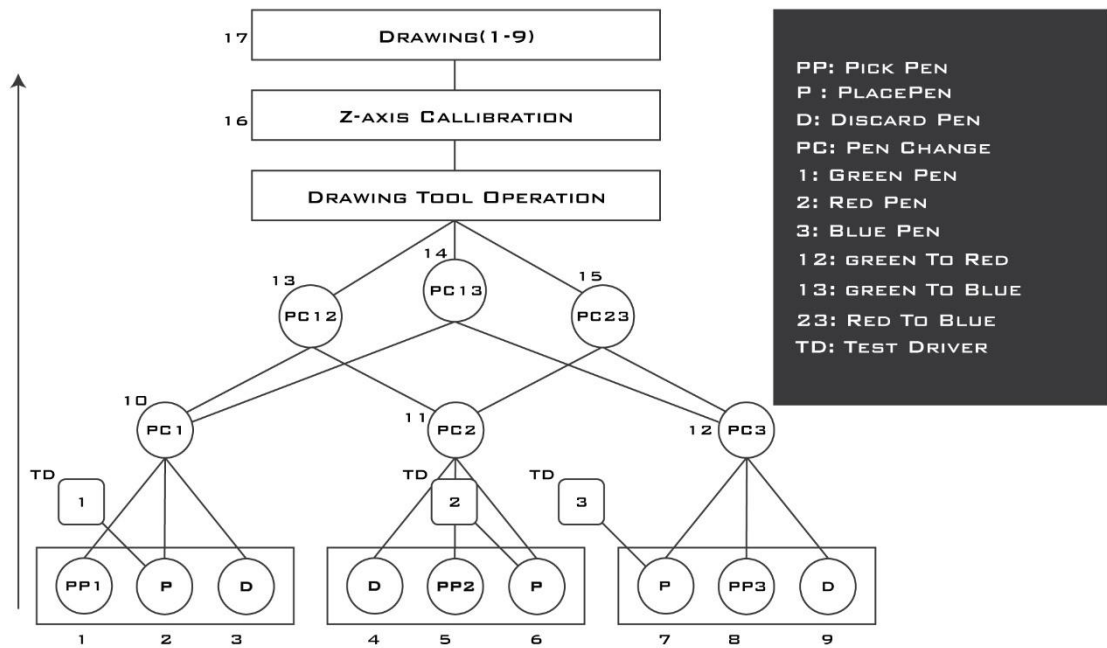 17 DRAWING(1-9)
16 Z-AXIS CALLIBRATION
DRAWING TOOL OPERATION
13 14 15
PC12 PC13 PC23
10 11 12
PC1 PC2 PC3
TD TD TD
1 2 3
PP1 P D D PP2 P P PP3 D
1 2 3 4 5 6 7 8 9
PP: PICK PEN
P : PLACEPEN
D: DISCARD PEN
PC: PEN CHANGE
1: GREEN PEN
2: RED PEN
3: BLUE PEN
12: GREEN TO RED
13: GREEN TO BLUE
23: RED TO BLUE
TD: TEST DRIVER